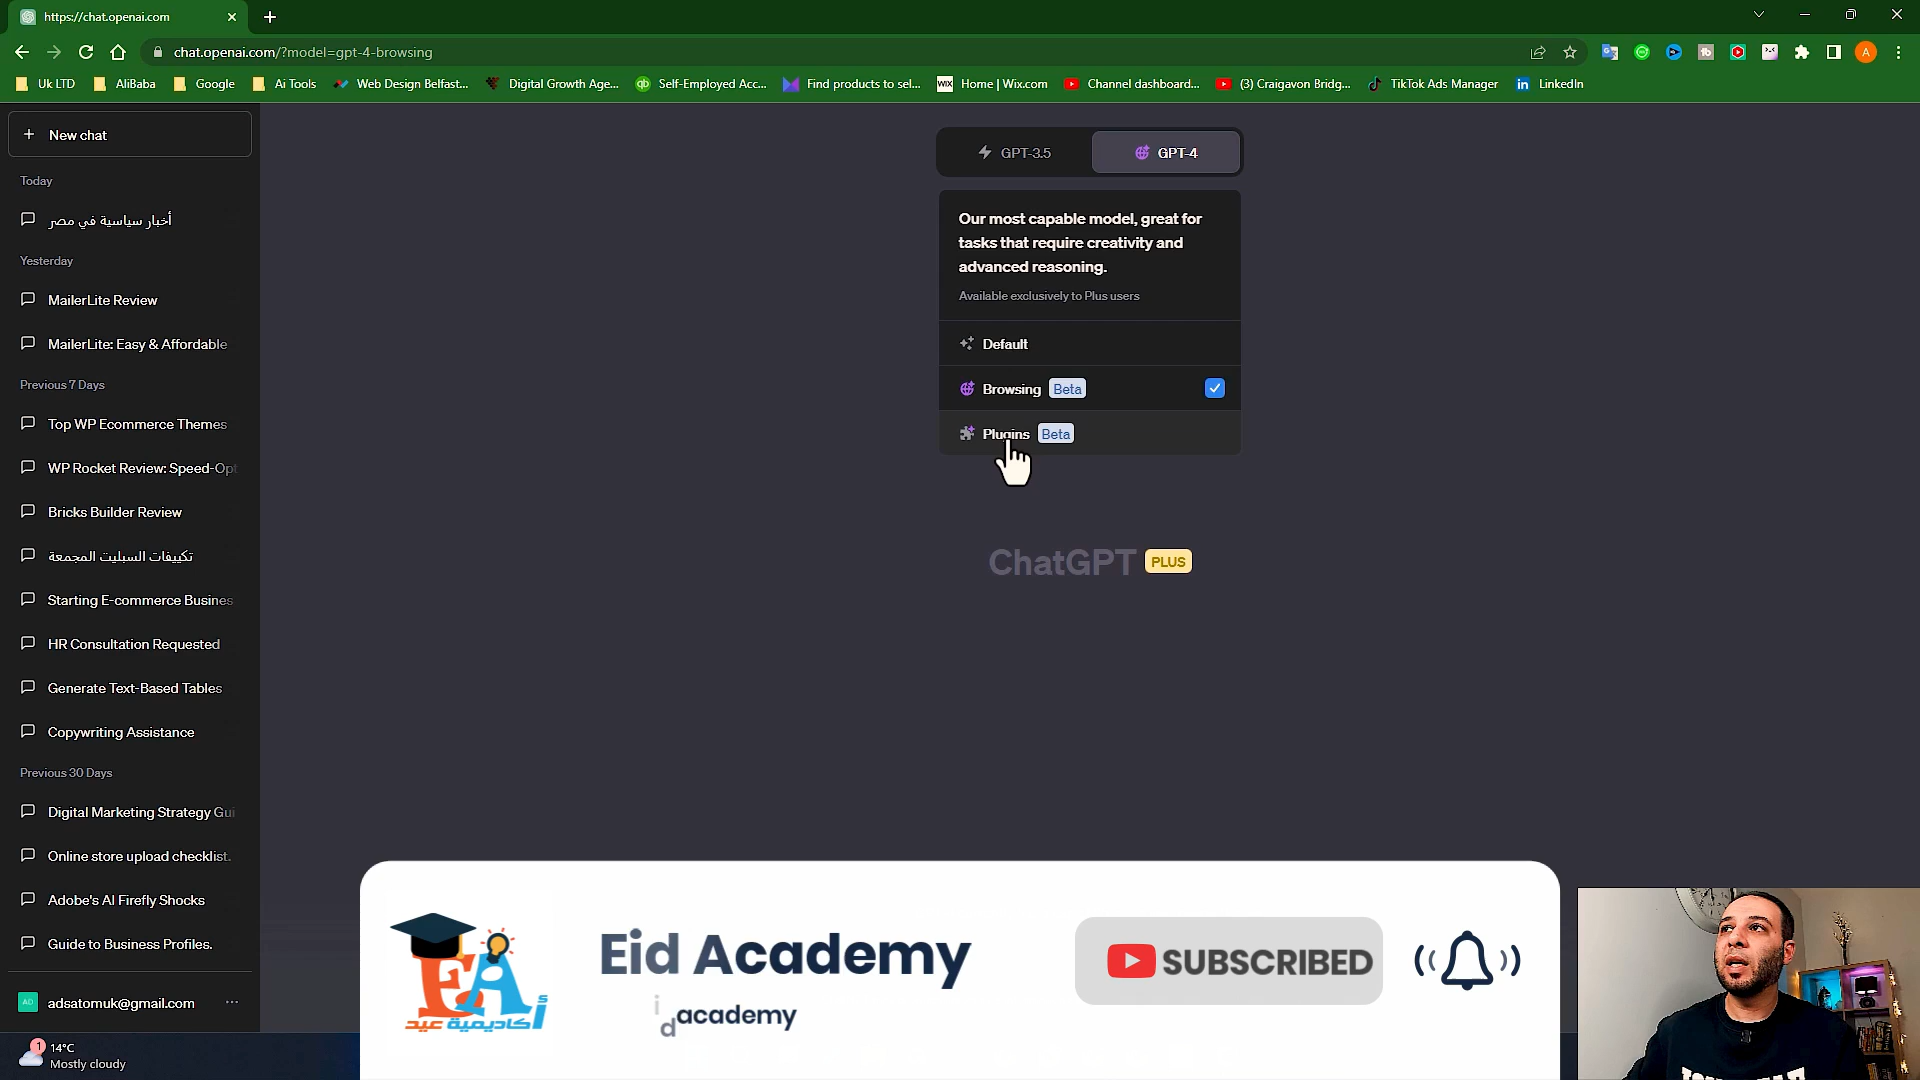 https://chat.openai.com
chat.openai.com/?model=gpt-4-browsing
Uk LTD
AliBaba
Google
Ai Tools
Web Design Belfast...
Digital Growth Age...
Self-Employed Acc...
Find products to sel...
Home | Wix.com
Channel dashboard...
(3) Craigavon Bridg...
TikTok Ads Manager
LinkedIn
New chat
Today
أخبار سياسية في مصر
Yesterday
MailerLite Review
MailerLite: Easy & Affordable
Previous 7 Days
Top WP Ecommerce Themes
WP Rocket Review: Speed-Opt
Bricks Builder Review
تكييفات السبليت المجمعة
Starting E-commerce Busines
HR Consultation Requested
Generate Text-Based Tables
Copywriting Assistance
Previous 30 Days
Digital Marketing Strategy Gui
Online store upload checklist.
Adobe's AI Firefly Shocks
Guide to Business Profiles.
AD adsatomuk@gmail.com
1 14°C
Mostly cloudy
GPT-3.5
GPT-4
Our most capable model, great for
tasks that require creativity and
advanced reasoning.
Available exclusively to Plus users
Default
Browsing Beta
Plugins Beta
ChatGPT PLUS
EA
أكاديمية عيد
Eid Academy
idacademy
SUBSCRIBED